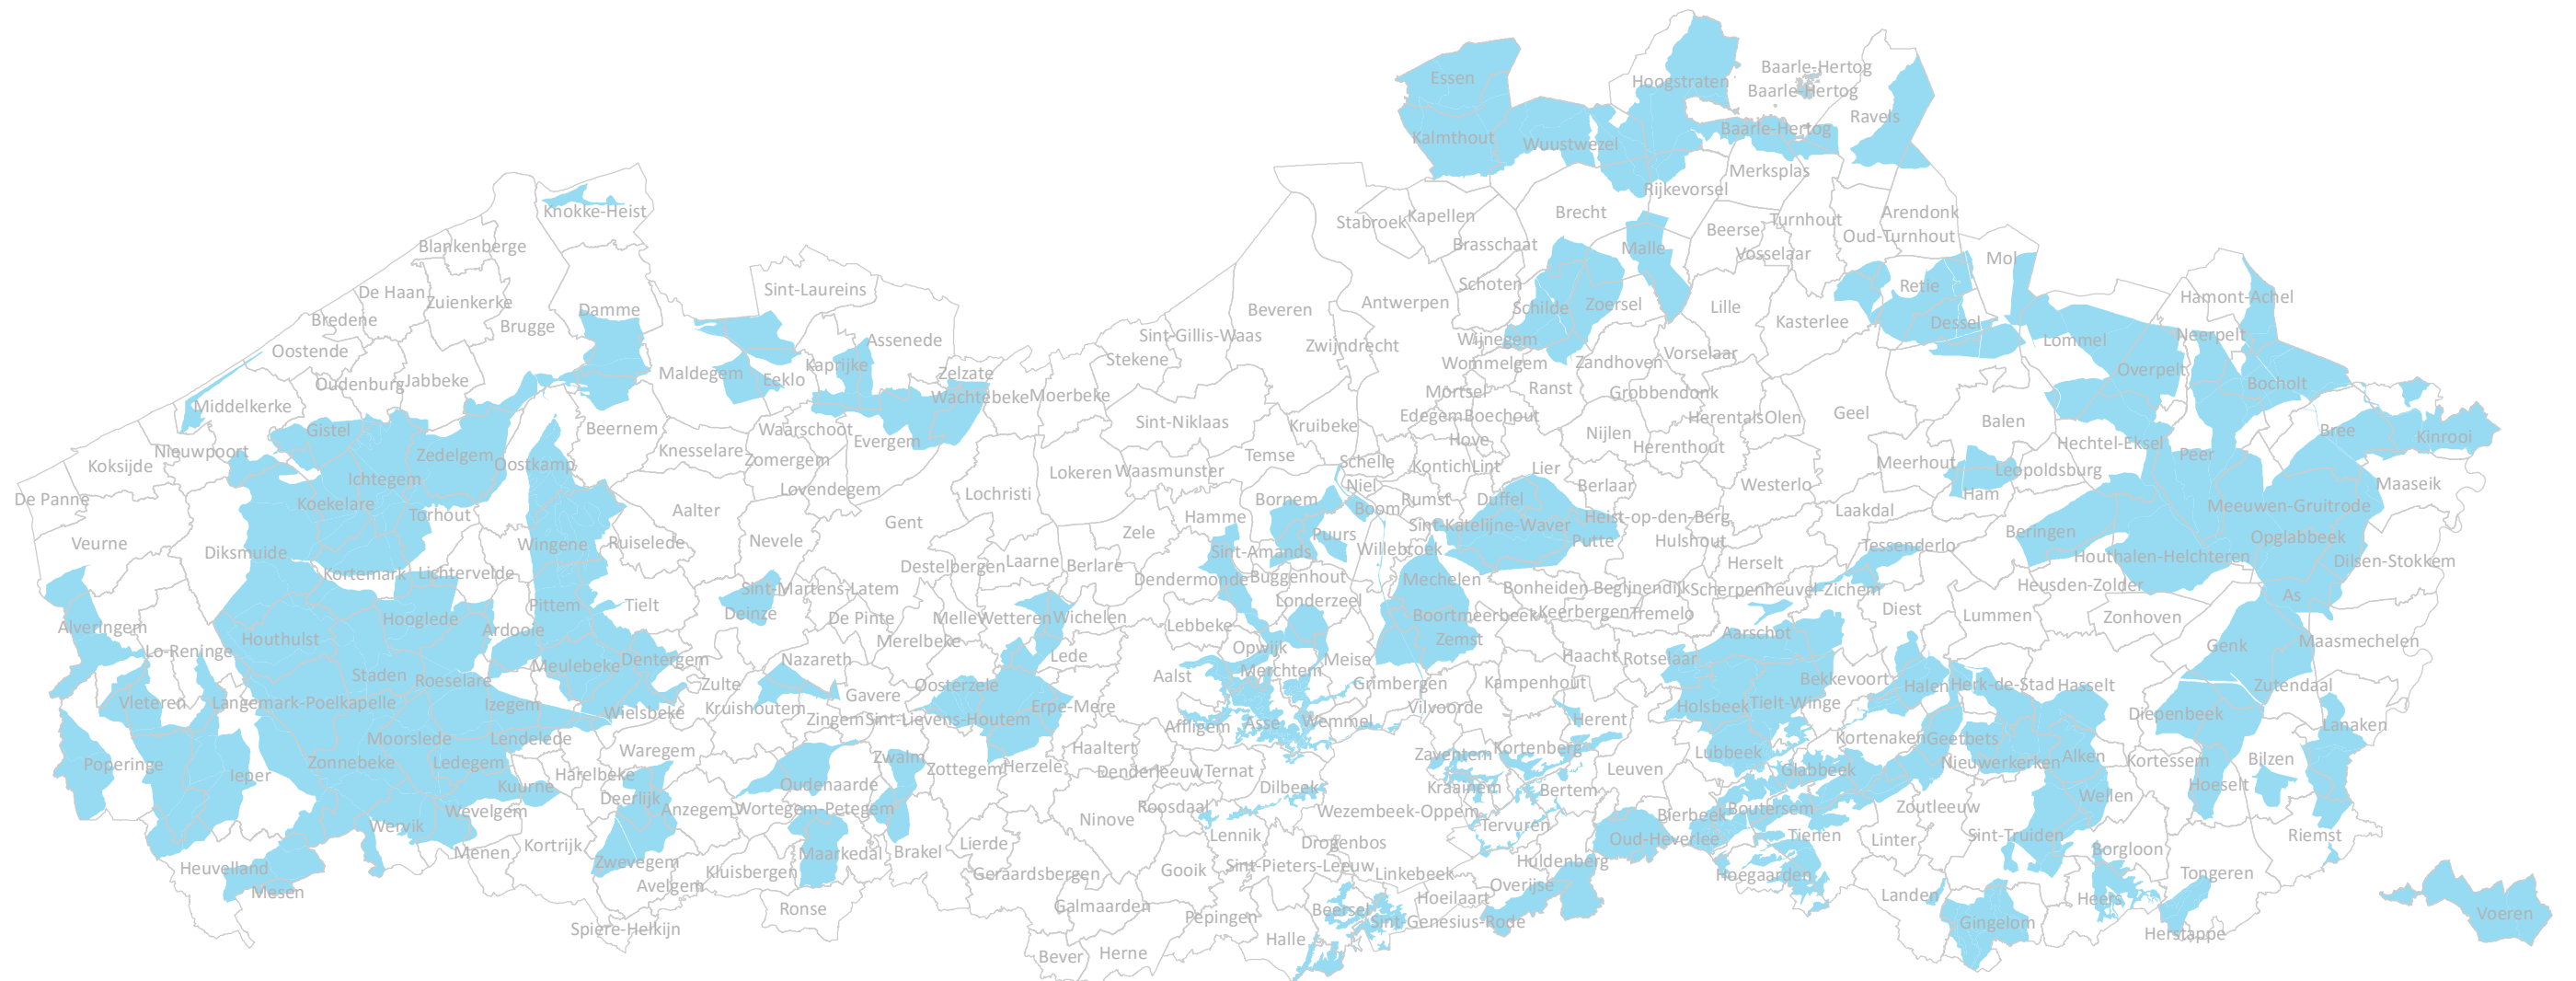 Baarle-Hertog
Essen
Hoogstraten
Baarle-Hertog
Ravels
Kalmthout
Wuustwezel
Baarle-Hertog
Merksplas
Rijkevorsel
Knokke-Heist
Stabroek
Kapellen
Brecht
Turnhout
Arendonk
Blankenberge
Brasschaat
Malle
Beerse
Vosselaar
Oud-Turnhout
Mol
De Haan
Zuienkerke
Sint-Laureins
Schoten
Retie
Hamont-Achel
Bredene
Brugge
Damme
Beveren
Antwerpen
Schilde
Zoersel
Lille
Kasterlee
Dessel
Lommel
Neerpelt
Oostende
Assenede
Sint-Gillis-Waas
Zwijndrecht
Wijnegem
Oudenburg
Jabbeke
Maldegem
Eeklo
Kaprijke
Zelzate
Stekene
Wommelgem
Zandhoven
Vorselaar
Overpelt
Bocholt
Middelkerke
Wachtebeke
Moerbeke
Mortsel
Ranst
Grobbendonk
Gistel
Beernem
Waarschoot
Evergem
Sint-Niklaas
Kruibeke
Edegem
Boechout
Herentals
Olen
Geel
Balen
Bree
Kinrooi
Nieuwpoort
Koksijde
Zedelgem
Oostkamp
Knesselare
Zomergem
Lokeren
Waasmunster
Temse
Schelle
Hove
Kontich
Lint
Lier
Nijlen
Herenthout
Meerhout
Leopoldsburg
Hechtel-Eksel
Peer
De Panne
Ichtegem
Koekelare
Torhout
Lovendegem
Lochristi
Bornem
Niel
Boom
Rumst
Duffel
Berlaar
Westerlo
Ham
Maaseik
Meeuwen-Gruitrode
Veurne
Diksmuide
Wingene
Ruiselede
Aalter
Nevele
Gent
Zele
Hamme
Sint-Amands
Puurs
Willebroek
Sint-Katelijne-Waver
Heist-op-den-Berg
Putte
Hulshout
Laakdal
Tessenderlo
Beringen
Houthalen-Helchteren
Opglabbeek
Dilsen-Stokkem
Kortemark
Lichtervelde
Destelbergen
Laarne
Berlare
Dendermonde
Buggenhout
Mechelen
Bonheiden
Begijnendijk
Herselt
Scherpenheuvel-Zichem
Heusden-Zolder
As
Alveringem
Houthulst
Hooglede
Ardooie
Pittem
Tielt
Sint-Martens-Latem
Deinze
De Pinte
Melle
Wetteren
Wichelen
Lebbeke
Londerzeel
Boortmeerbeek
Keerbergen
Tremelo
Diest
Lummen
Zonhoven
Lo-Reninge
Staden
Roeselare
Meulebeke
Dentergem
Nazareth
Merelbeke
Lede
Aalst
Opwijk
Merchtem
Meise
Zemst
Haacht
Rotselaar
Aarschot
Bekkevoort
Halen
Herk-de-Stad
Hasselt
Genk
Maasmechelen
Zutendaal
Vleteren
Langemark-Poelkapelle
Izegem
Wielsbeke
Zulte
Kruishoutem
Gavere
Oosterzele
Zingem
Sint-Lievens-Houtem
Erpe-Mere
Affligem
Asse
Wemmel
Grimbergen
Vilvoorde
Kampenhout
Herent
Holsbeek
Tielt-Winge
Diepenbeek
Lanaken
Poperinge
Ieper
Moorslede
Zonnebeke
Ledegem
Lendelede
Kuurne
Harelbeke
Waregem
Oudenaarde
Zwalm
Zottegem
Herzele
Haaltert
Denderleeuw
Ternat
Dilbeek
Zaventem
Kortenberg
Leuven
Lubbeek
Glabbeek
Kortenaken
Geetbets
Nieuwerkerken
Alken
Kortessem
Hoeselt
Bilzen
Wervik
Wevelgem
Deerlijk
Anzegem
Wortegem-Petegem
Roosdaal
Wezembeek-Oppem
Kraainem
Bertem
Bierbeek
Boutersem
Zoutleeuw
Wellen
Heuvelland
Mesen
Menen
Kortrijk
Zwevegem
Avelgem
Kluisbergen
Maarkedal
Brakel
Lierde
Ninove
Lennik
Drogenbos
Tervuren
Oud-Heverlee
Tienen
Linter
Sint-Truiden
Borgloon
Riemst
Geraardsbergen
Gooik
Sint-Pieters-Leeuw
Linkebeek
Huldenberg
Hoegaarden
Landen
Tongeren
Ronse
Spiere-Helkijn
Galmaarden
Pepingen
Beersel
Hoeilaart
Overijse
Sint-Genesius-Rode
Gingelom
Heers
Herstappe
Voeren
Bever
Herne
Halle